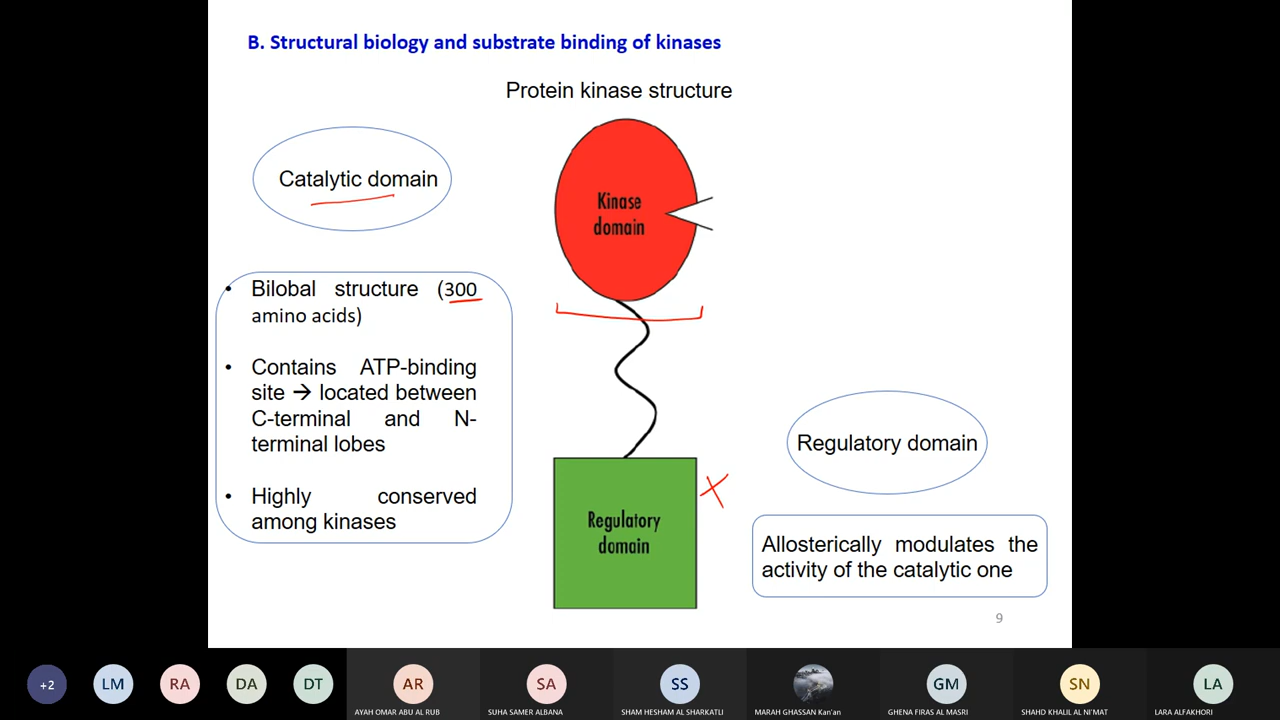 B. Structural biology and substrate binding of kinases
Protein kinase structure
Catalytic domain
Kinase
domain
• Bilobal structure (300
amino acids)
• Contains ATP-binding
site → located between
C-terminal and N-
terminal lobes
• Highly conserved
among kinases
Regulatory domain
Regulatory
domain
Allosterically modulates the
activity of the catalytic one
9
+2
LM
RA
DA
DT
AR
SA
SS
GM
SN
LA
AYAH OMAR ABU AL RUB
SUHA SAMER ALBANA
SHAM HESHAM AL SHARKATLI
MARAH GHASSAN Kan'an
GHENA FIRAS AL MASRI
SHAHD KHALIL AL NI'MAT
LARA ALFAKHORI